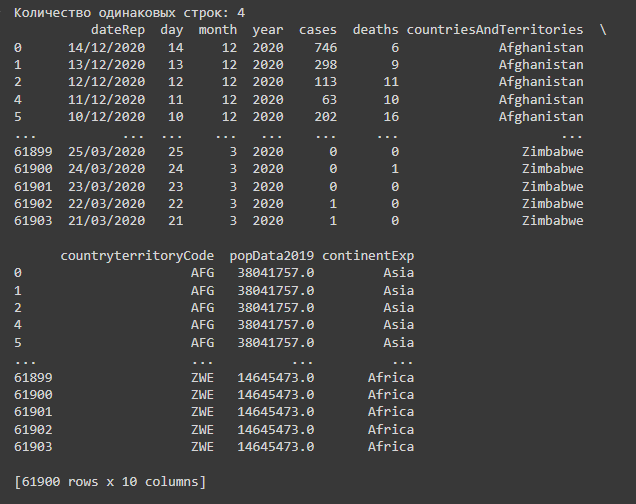 Количество одинаковых строк: 4
dateRep day month year cases deaths countriesAndTerritories \
0 14/12/2020 14 12 2020 746 6 Afghanistan
1 13/12/2020 13 12 2020 298 9 Afghanistan
2 12/12/2020 12 12 2020 113 11 Afghanistan
4 11/12/2020 11 12 2020 63 10 Afghanistan
5 10/12/2020 10 12 2020 202 16 Afghanistan
... ... ... ... ... ... ... ...
61899 25/03/2020 25 3 2020 0 0 Zimbabwe
61900 24/03/2020 24 3 2020 0 1 Zimbabwe
61901 23/03/2020 23 3 2020 0 0 Zimbabwe
61902 22/03/2020 22 3 2020 1 0 Zimbabwe
61903 21/03/2020 21 3 2020 1 0 Zimbabwe
countryterritoryCode popData2019 continentExp
0 AFG 38041757.0 Asia
1 AFG 38041757.0 Asia
2 AFG 38041757.0 Asia
4 AFG 38041757.0 Asia
5 AFG 38041757.0 Asia
... ... ... ...
61899 ZWE 14645473.0 Africa
61900 ZWE 14645473.0 Africa
61901 ZWE 14645473.0 Africa
61902 ZWE 14645473.0 Africa
61903 ZWE 14645473.0 Africa
[61900 rows x 10 columns]